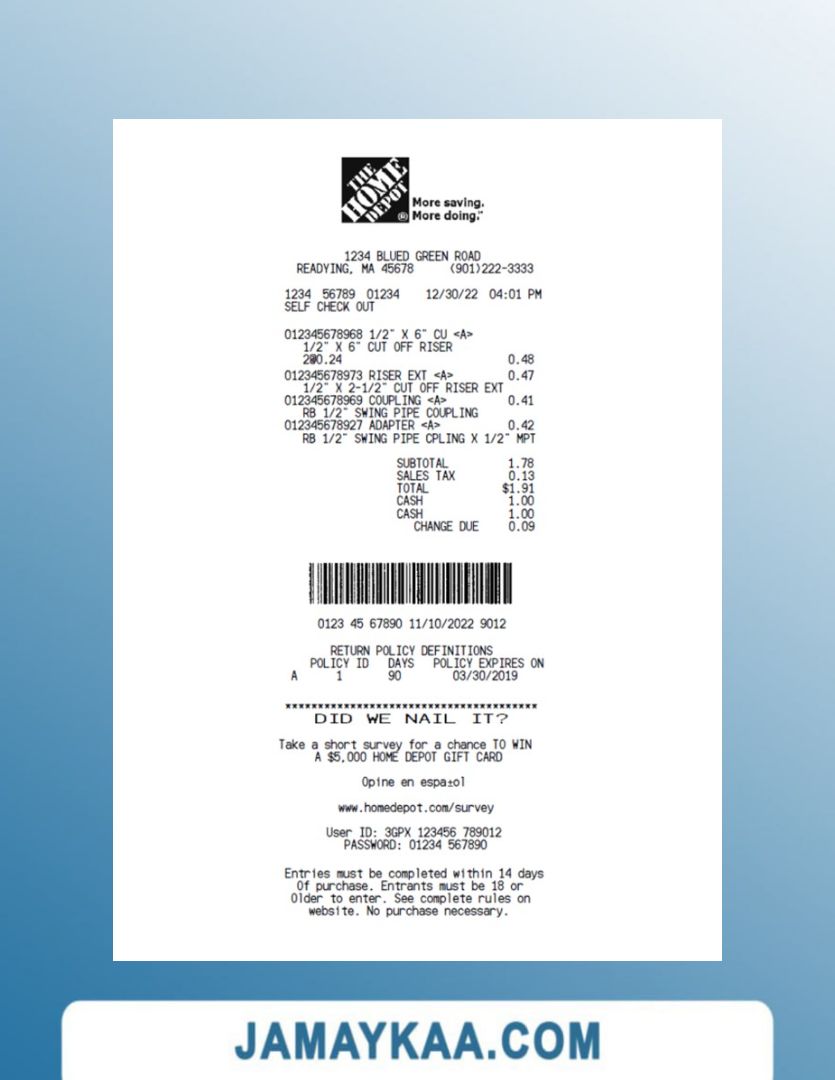 THE
HOME
DEPOT
®
More saving.
More doing.™
1234 BLUED GREEN ROAD
READYING, MA 45678 (901)222-3333
1234 56789 01234 12/30/22 04:01 PM
SELF CHECK OUT
012345678968 1/2" X 6" CU <A>
1/2" X 6" CUT OFF RISER
2@0.24 0.48
012345678973 RISER EXT <A> 0.47
1/2" X 2-1/2" CUT OFF RISER EXT
012345678969 COUPLING <A> 0.41
RB 1/2" SWING PIPE COUPLING
012345678927 ADAPTER <A> 0.42
RB 1/2" SWING PIPE CPLING X 1/2" MPT
SUBTOTAL 1.78
SALES TAX 0.13
TOTAL $1.91
CASH 1.00
CASH 1.00
CHANGE DUE 0.09
0123 45 67890 11/10/2022 9012
RETURN POLICY DEFINITIONS
POLICY ID DAYS POLICY EXPIRES ON
A 1 90 03/30/2019
***************************************
DID WE NAIL IT?
Take a short survey for a chance TO WIN
A $5,000 HOME DEPOT GIFT CARD
Opine en espa±ol
www.homedepot.com/survey
User ID: 3GPX 123456 789012
PASSWORD: 01234 567890
Entries must be completed within 14 days
Of purchase. Entrants must be 18 or
Older to enter. See complete rules on
website. No purchase necessary.
JAMAYKAA.COM